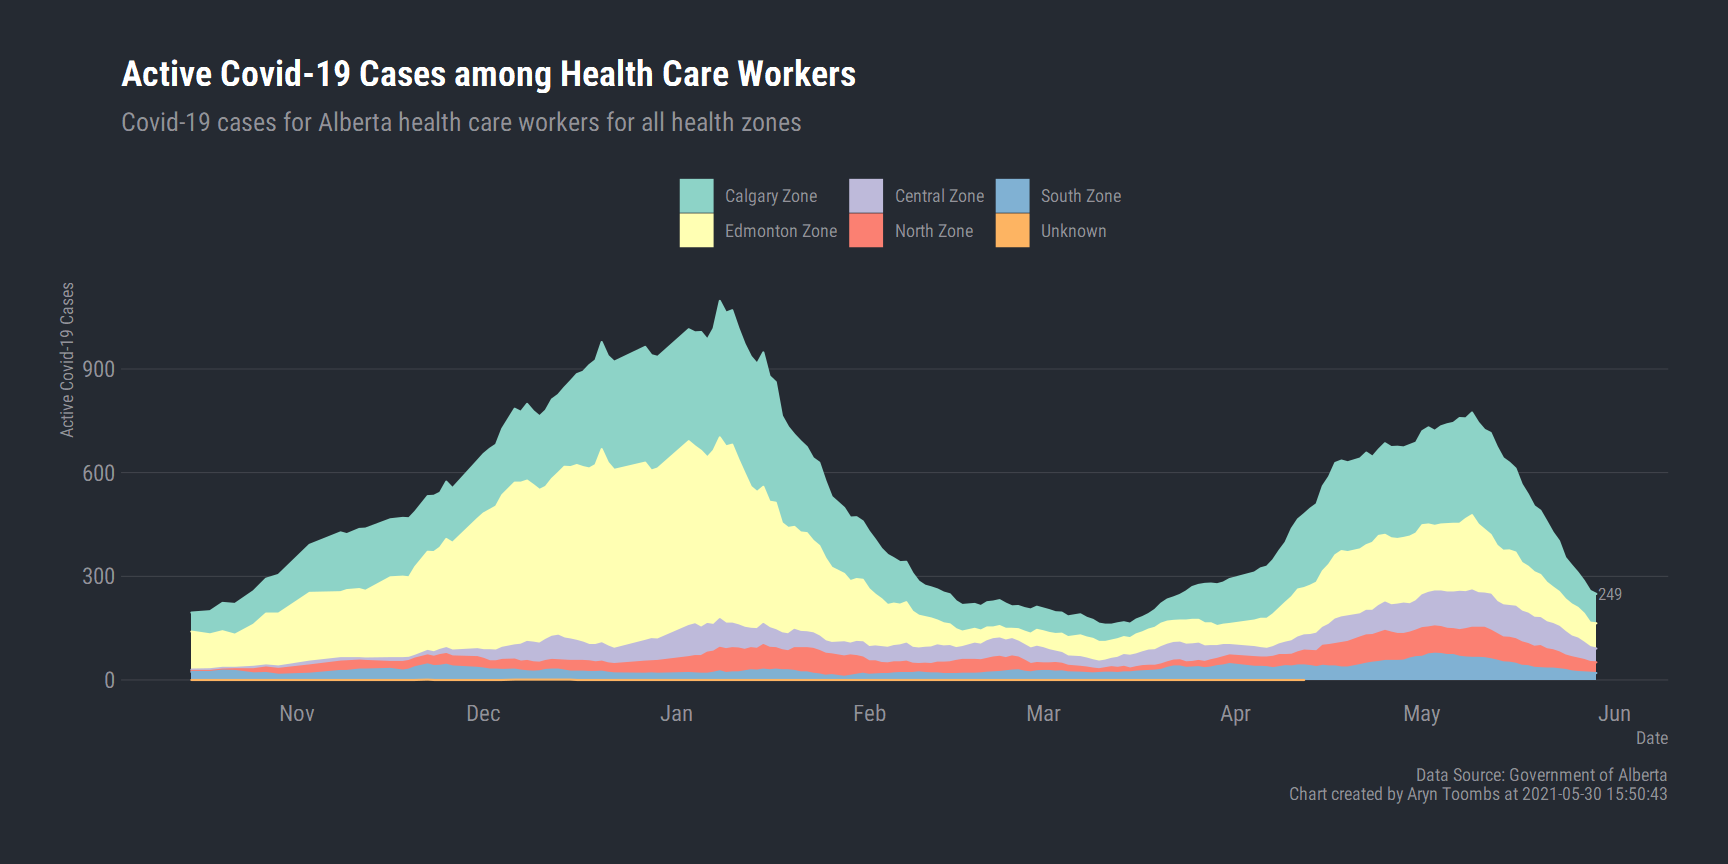 Active Covid-19 Cases among Health Care Workers
Covid-19 cases for Alberta health care workers for all health zones
Calgary Zone
Central Zone
South Zone
Edmonton Zone
North Zone
Unknown
Active Covid-19 Cases
900
600
300
0
249
Nov
Dec
Jan
Feb
Mar
Apr
May
Jun
Date
Data Source: Government of Alberta
Chart created by Aryn Toombs at 2021-05-30 15:50:43